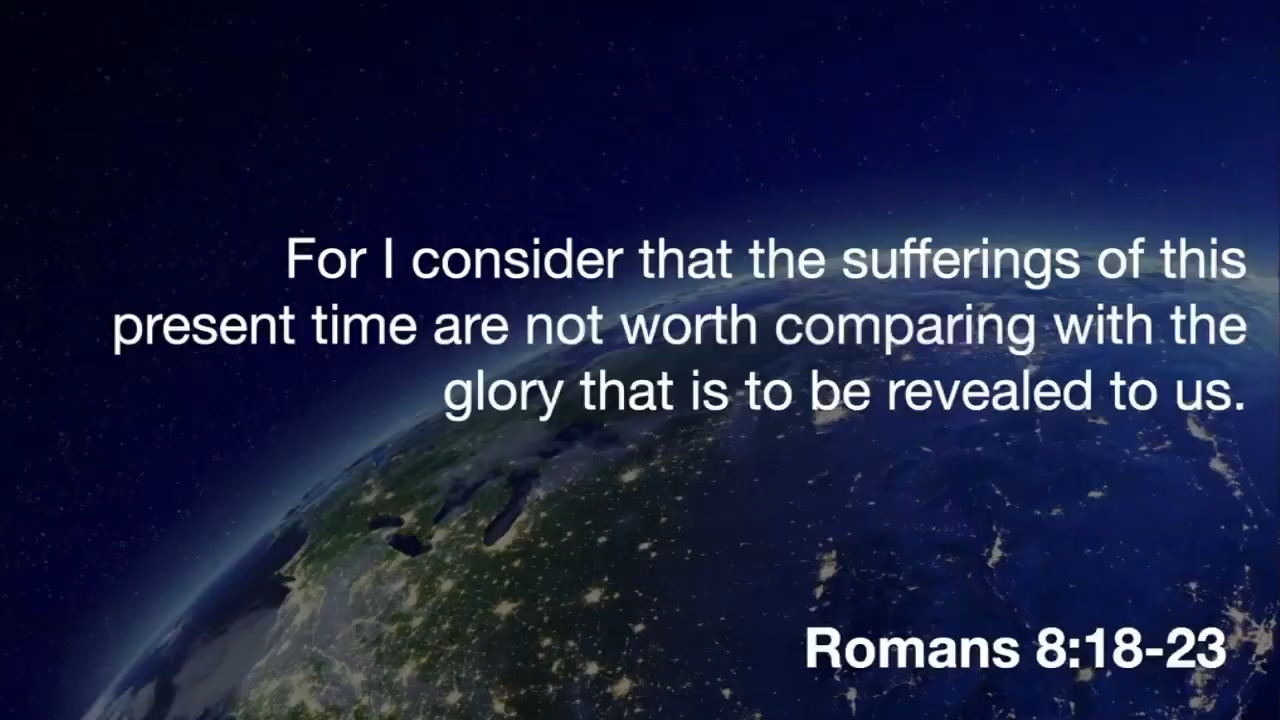 For I consider that the sufferings of this
present time are not worth comparing with the
glory that is to be revealed to us.
Romans 8:18-23